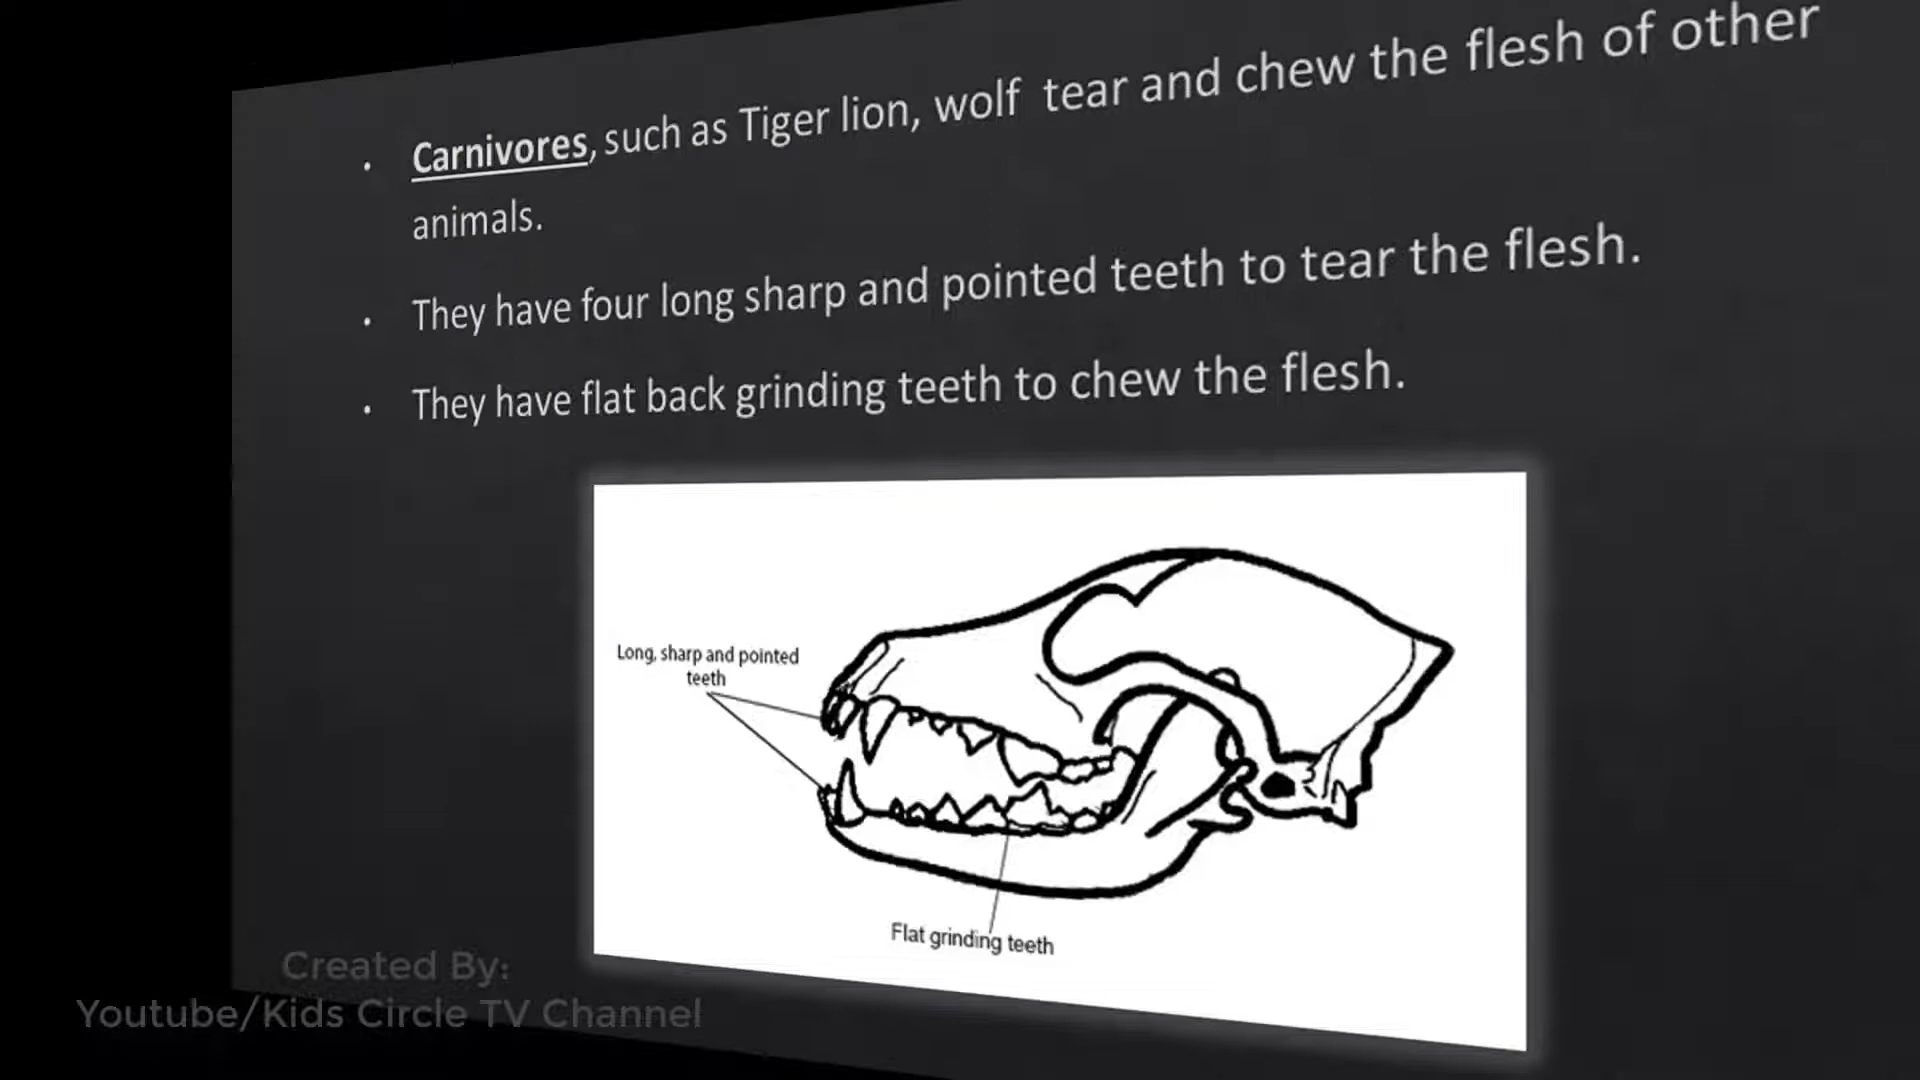 • Carnivores, such as Tiger lion, wolf tear and chew the flesh of other
animals.
• They have four long sharp and pointed teeth to tear the flesh.
• They have flat back grinding teeth to chew the flesh.
Long, sharp and pointed
teeth
Flat grinding teeth
Created By:
Youtube/Kids Circle TV Channel